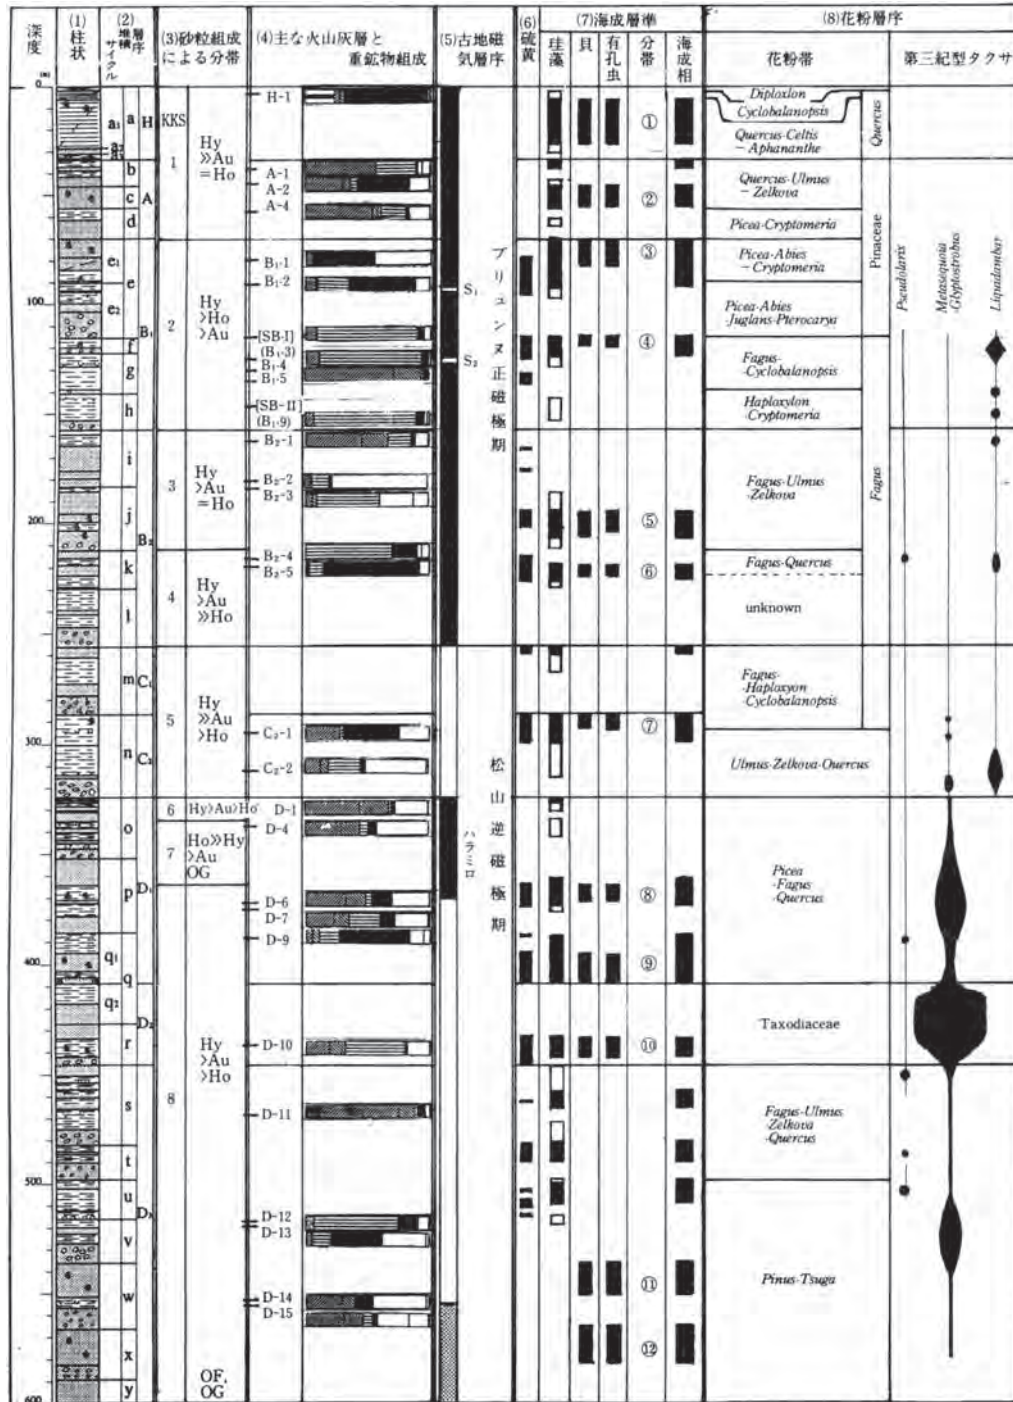 深度
(m)
0
100
200
300
400
500
600
(1)
柱状
(2)
堆積サイクル
層序
(3)砂粒組成
による分帯
(4)主な火山灰層と
重鉱物組成
(5)古地磁
気層序
(6)
硫黄
(7)海成層準
珪藻
貝
有孔虫
分帯
海成相
(8)花粉層序
花粉帯
第三紀型タクサ
a₁
a
b
c
d
e₁
e
e₂
f
g
h
i
j
k
l
m
n
o
p
q₁
q
q₂
r
s
t
u
v
w
x
y
H
A
B₁
B₂
C₁
C₂
D₁
D₂
D₃
KKS
1
Hy
≫Au
=Ho
2
Hy
>Ho
>Au
3
Hy
>Au
=Ho
4
Hy
>Au
≫Ho
5
Hy
≫Au
>Ho
6
Hy>Au>Ho
7
Ho≫Hy
>Au
OG
8
Hy
>Au
>Ho
OF,
OG
H-1
A-1
A-2
A-4
B₁-1
B₁-2
[SB-I]
(B₁-3)
B₁-4
B₁-5
[SB-II]
(B₁-9)
B₂-1
B₂-2
B₂-3
B₂-4
B₂-5
C₂-1
C₂-2
D-1
D-4
D-6
D-7
D-9
D-10
D-11
D-12
D-13
D-14
D-15
S₁
S₂
ブリュンヌ正磁極期
松山逆磁極期
ハラミロ
①
②
③
④
⑤
⑥
⑦
⑧
⑨
⑩
⑪
⑫
Diploxlon
Cyclobalanopsis
Quercus-Celtis
-Aphananthe
Quercus-Ulmus
-Zelkova
Picea-Cryptomeria
Picea-Abies
-Cryptomeria
Picea-Abies
-Juglans-Pterocarya
Fagus-
-Cyclobalanopsis
Haploxylon
-Cryptomeria
Fagus-Ulmus
-Zelkova
Fagus-Quercus
unknown
Fagus-
-Haploxyon
Cyclobalanopsis
Ulmus-Zelkova-Quercus
Picea
-Fagus
-Quercus
Taxodiaceae
Fagus-Ulmus
Zelkova
-Quercus
Pinus-Tsuga
Quercus
Pinaceae
Fagus
Pseudolarix
Metasequoia
-Glyptostrobus
Liquidambar